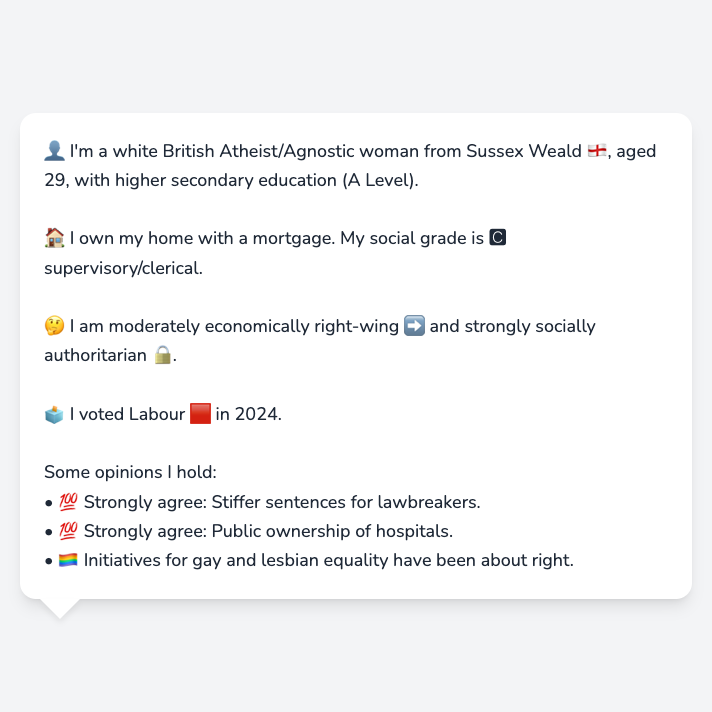 👤 I'm a white British Atheist/Agnostic woman from Sussex Weald 🏴󠁧󠁢󠁥󠁮󠁧󠁿, aged
29, with higher secondary education (A Level).
🏠 I own my home with a mortgage. My social grade is 🅲
supervisory/clerical.
🤔 I am moderately economically right-wing ➡️ and strongly socially
authoritarian 🔒.
🗳️ I voted Labour 🟥 in 2024.
Some opinions I hold:
• 💯 Strongly agree: Stiffer sentences for lawbreakers.
• 💯 Strongly agree: Public ownership of hospitals.
• 🏳️‍🌈 Initiatives for gay and lesbian equality have been about right.